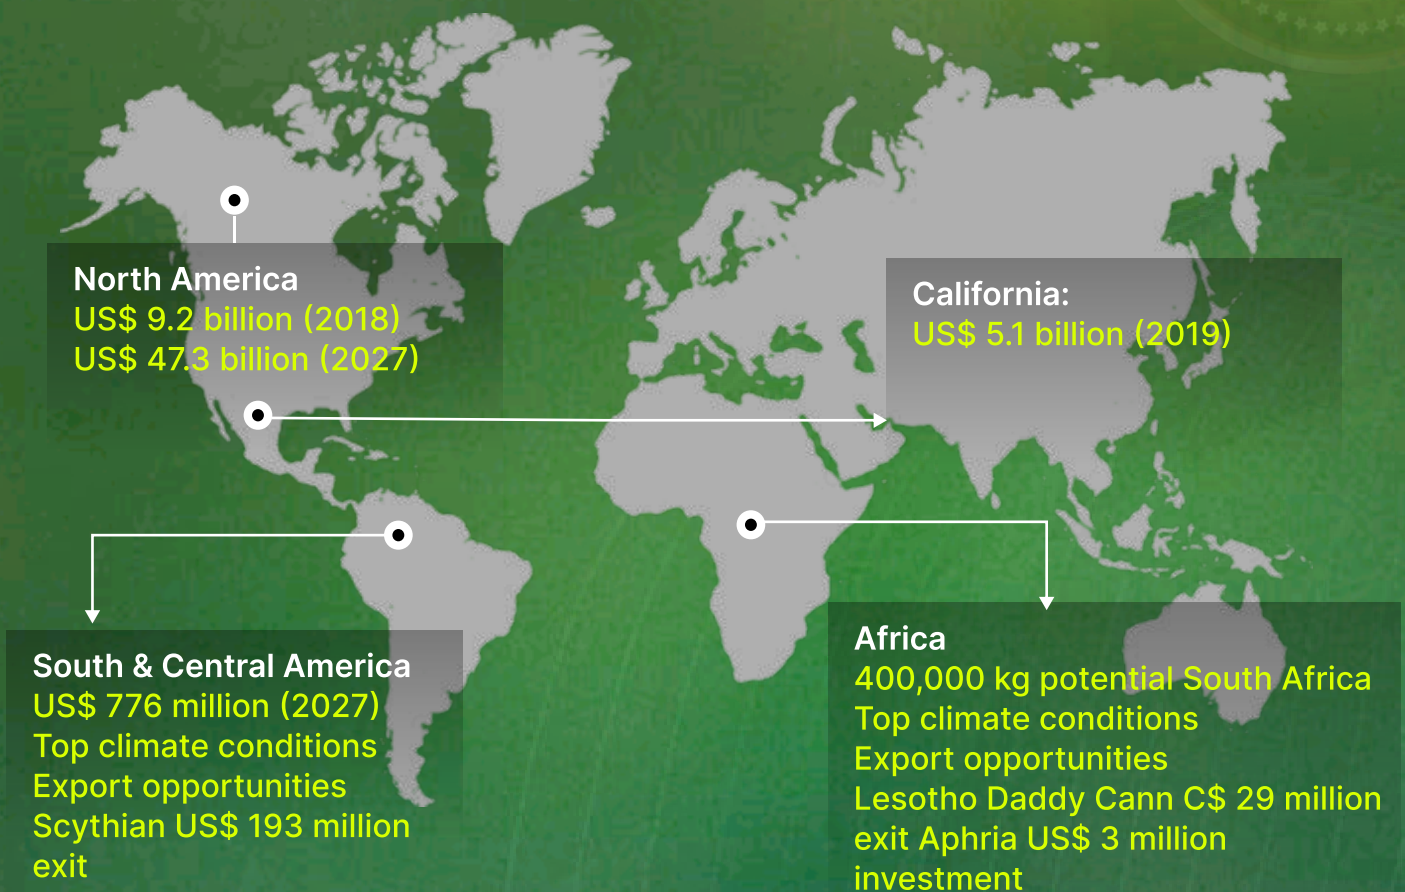 North America
US$ 9.2 billion (2018)
US$ 47.3 billion (2027)
California:
US$ 5.1 billion (2019)
South & Central America
US$ 776 million (2027)
Top climate conditions
Export opportunities
Scythian US$ 193 million
exit
Africa
400,000 kg potential South Africa
Top climate conditions
Export opportunities
Lesotho Daddy Cann C$ 29 million
exit Aphria US$ 3 million
investment